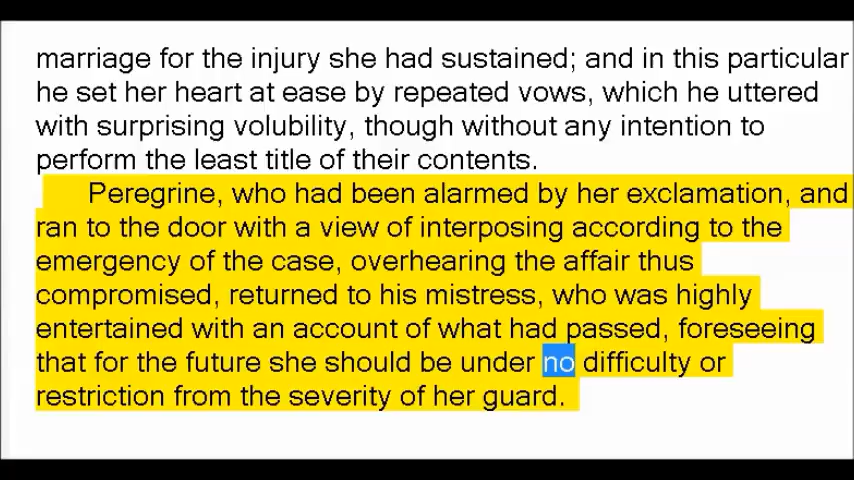 marriage for the injury she had sustained; and in this particular
he set her heart at ease by repeated vows, which he uttered
with surprising volubility, though without any intention to
perform the least title of their contents.
Peregrine, who had been alarmed by her exclamation, and
ran to the door with a view of interposing according to the
emergency of the case, overhearing the affair thus
compromised, returned to his mistress, who was highly
entertained with an account of what had passed, foreseeing
that for the future she should be under no difficulty or
restriction from the severity of her guard.